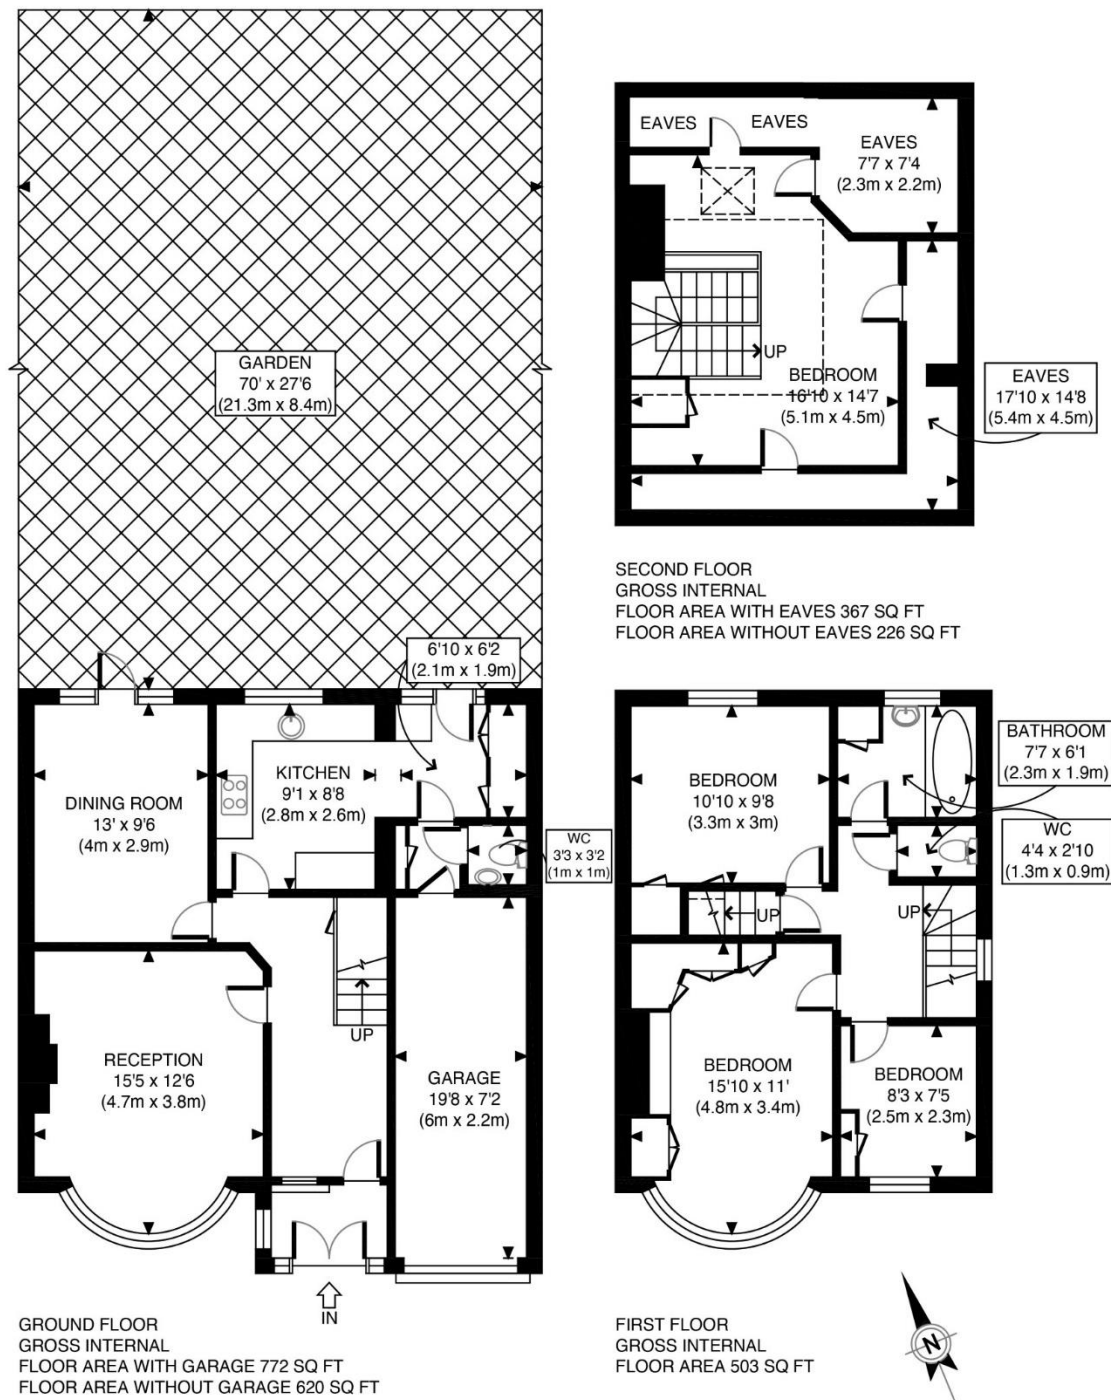 GARDEN
70' x 27'6
(21.3m x 8.4m)
6'10 x 6'2
(2.1m x 1.9m)
KITCHEN
9'1 x 8'8
(2.8m x 2.6m)
DINING ROOM
13' x 9'6
(4m x 2.9m)
WC
3'3 x 3'2
(1m x 1m)
UP
RECEPTION
15'5 x 12'6
(4.7m x 3.8m)
GARAGE
19'8 x 7'2
(6m x 2.2m)
IN
GROUND FLOOR
GROSS INTERNAL
FLOOR AREA WITH GARAGE 772 SQ FT
FLOOR AREA WITHOUT GARAGE 620 SQ FT
EAVES
EAVES
EAVES
7'7 x 7'4
(2.3m x 2.2m)
UP
BEDROOM
16'10 x 14'7
(5.1m x 4.5m)
EAVES
17'10 x 14'8
(5.4m x 4.5m)
SECOND FLOOR
GROSS INTERNAL
FLOOR AREA WITH EAVES 367 SQ FT
FLOOR AREA WITHOUT EAVES 226 SQ FT
BATHROOM
7'7 x 6'1
(2.3m x 1.9m)
BEDROOM
10'10 x 9'8
(3.3m x 3m)
WC
4'4 x 2'10
(1.3m x 0.9m)
UP
UP
BEDROOM
15'10 x 11'
(4.8m x 3.4m)
BEDROOM
8'3 x 7'5
(2.5m x 2.3m)
FIRST FLOOR
GROSS INTERNAL
FLOOR AREA 503 SQ FT
N